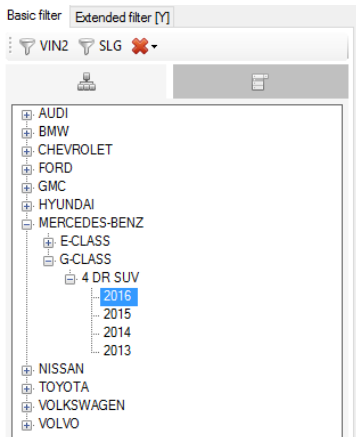 Basic filter Extended filter [Y]
VIN2 SLG
AUDI
BMW
CHEVROLET
FORD
GMC
HYUNDAI
MERCEDES-BENZ
E-CLASS
G-CLASS
4 DR SUV
2016
2015
2014
2013
NISSAN
TOYOTA
VOLKSWAGEN
VOLVO